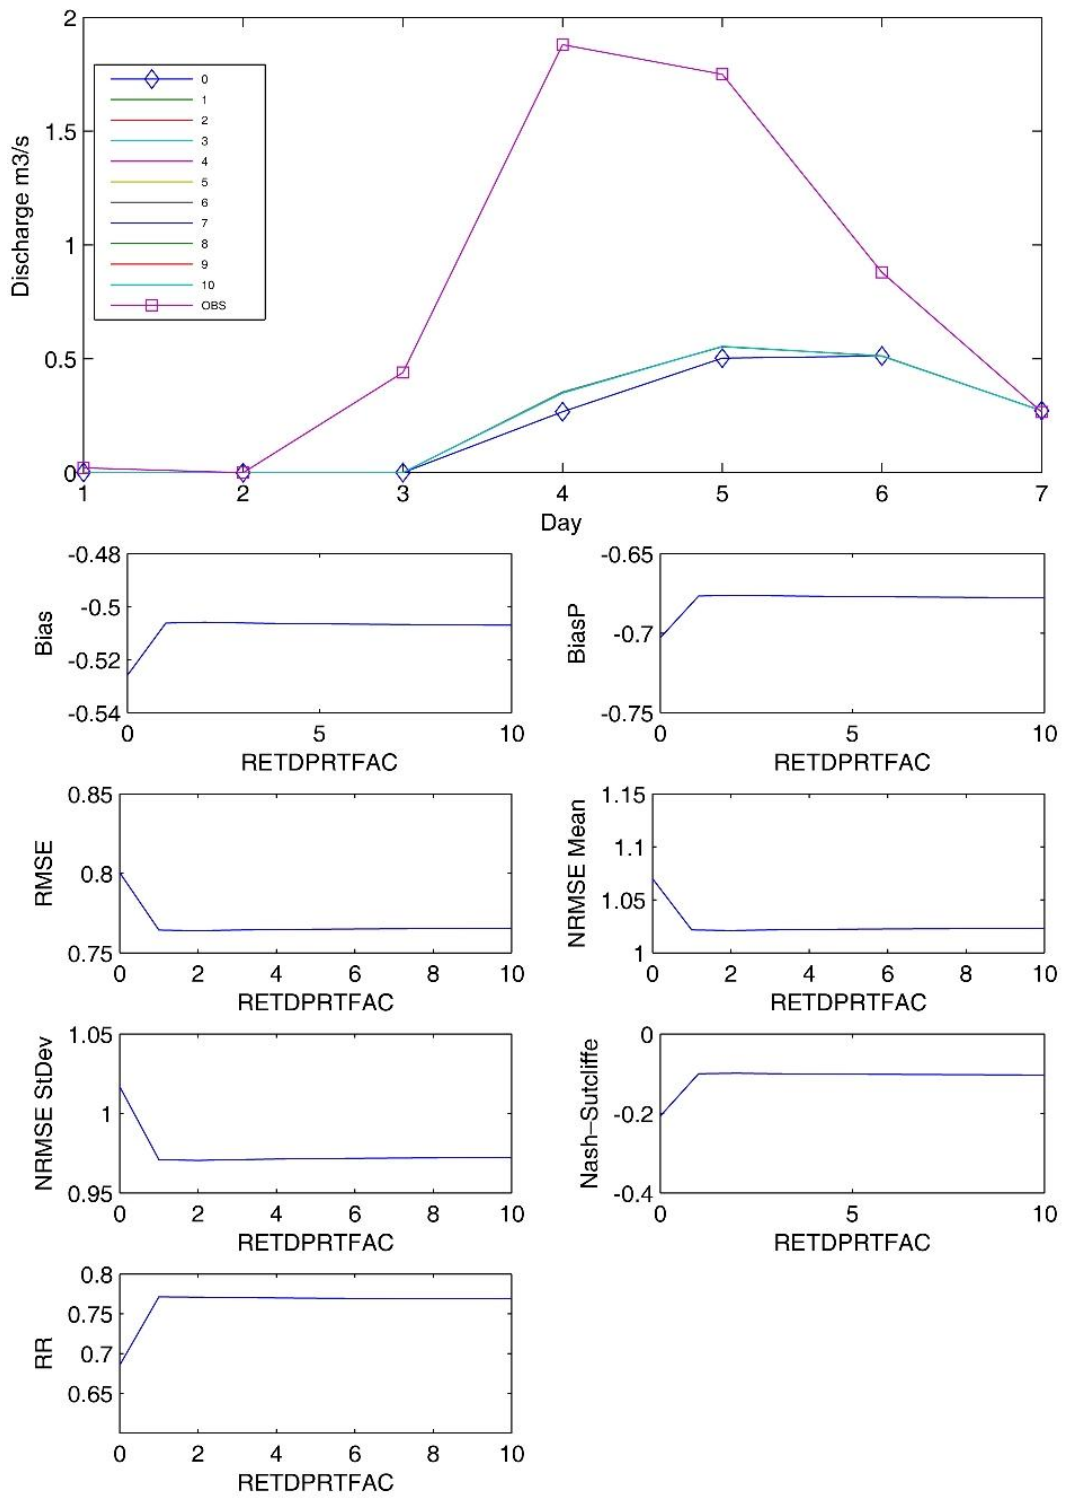 2
1.5
1
0.5
0
Discharge m3/s
0
1
2
3
4
5
6
7
8
9
10
OBS
1 2 3 4 5 6 7
Day
-0.48
-0.5
-0.52
-0.54
Bias
0 5 10
RETDPRTFAC
-0.65
-0.7
-0.75
BiasP
0 5 10
RETDPRTFAC
0.85
0.8
0.75
RMSE
0 2 4 6 8 10
RETDPRTFAC
1.15
1.1
1.05
1
NRMSE Mean
0 2 4 6 8 10
RETDPRTFAC
1.05
1
0.95
NRMSE StDev
0 2 4 6 8 10
RETDPRTFAC
0
-0.2
-0.4
Nash−Sutcliffe
0 5 10
RETDPRTFAC
0.8
0.75
0.7
0.65
RR
0 2 4 6 8 10
RETDPRTFAC